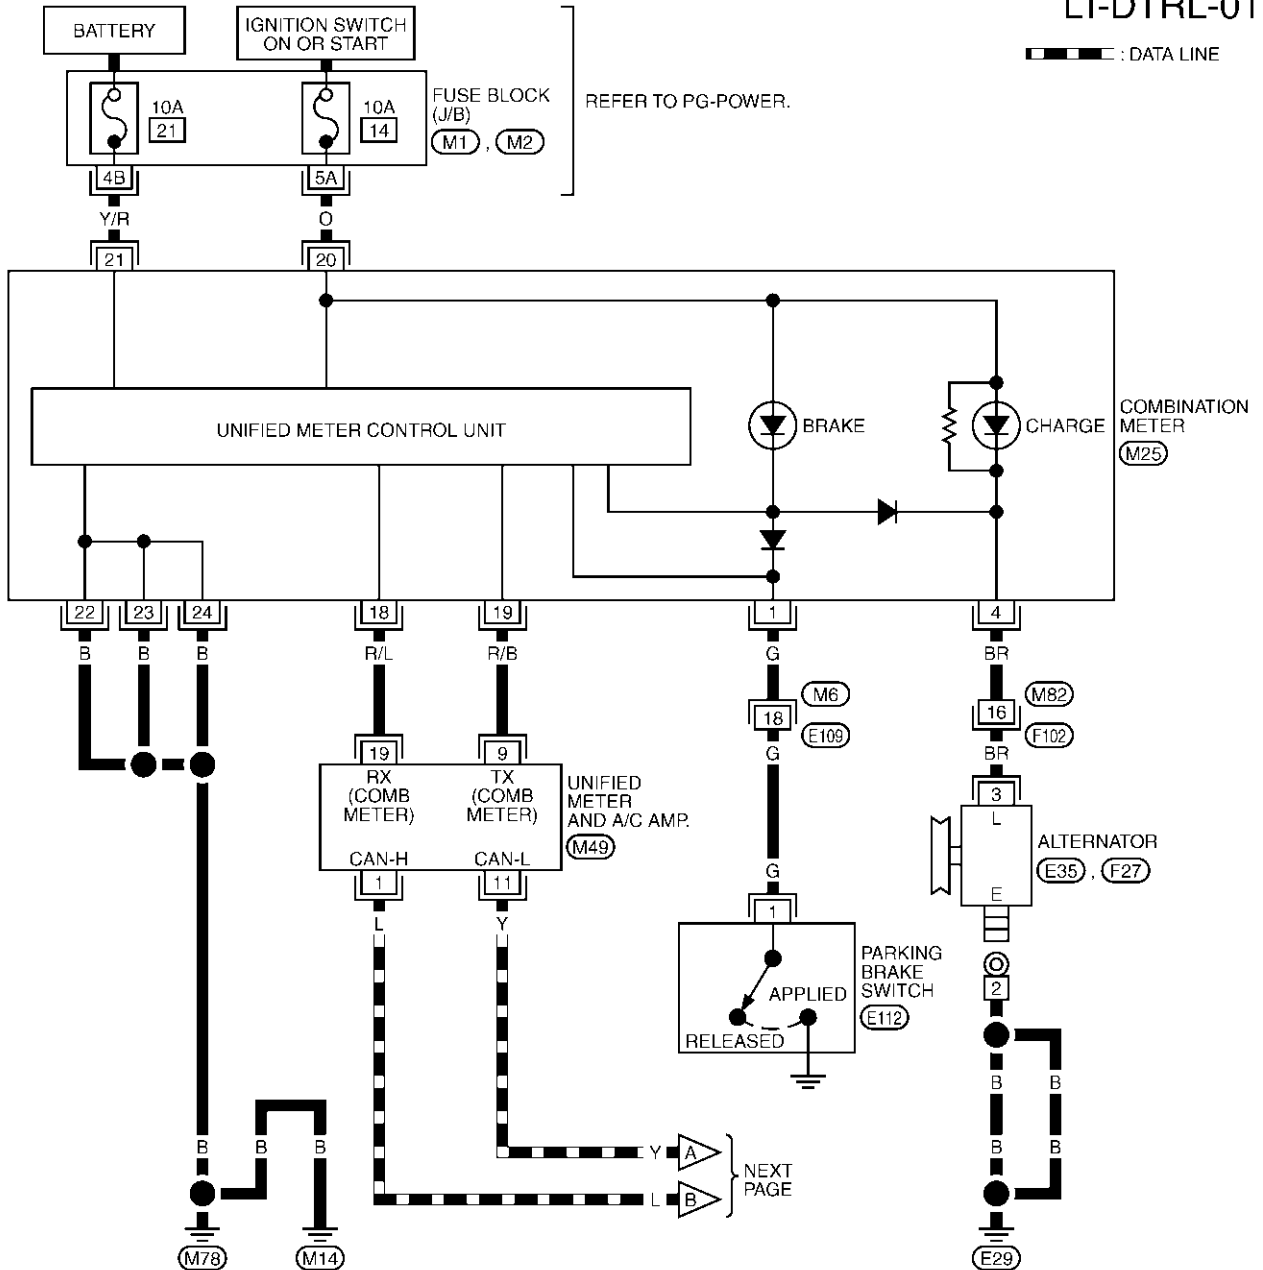 LT-DTRL-01
: DATA LINE
BATTERY
IGNITION SWITCH
ON OR START
10A
21
10A
14
FUSE BLOCK
(J/B)
M1 , M2
REFER TO PG-POWER.
4B
5A
Y/R
O
21
20
UNIFIED METER CONTROL UNIT
BRAKE
CHARGE
COMBINATION
METER
M25
22
23
24
18
19
1
4
B
B
B
R/L
R/B
G
BR
M6
18
E109
M82
16
F102
G
BR
19
9
RX
(COMB
METER)
TX
(COMB
METER)
CAN-H
CAN-L
UNIFIED
METER
AND A/C AMP.
M49
1
11
L
Y
G
1
3
L
E
ALTERNATOR
E35 , F27
PARKING
BRAKE
SWITCH
E112
APPLIED
RELEASED
2
B
B
B
B
B
B
B
Y
A
L
B
NEXT
PAGE
M78
M14
E29